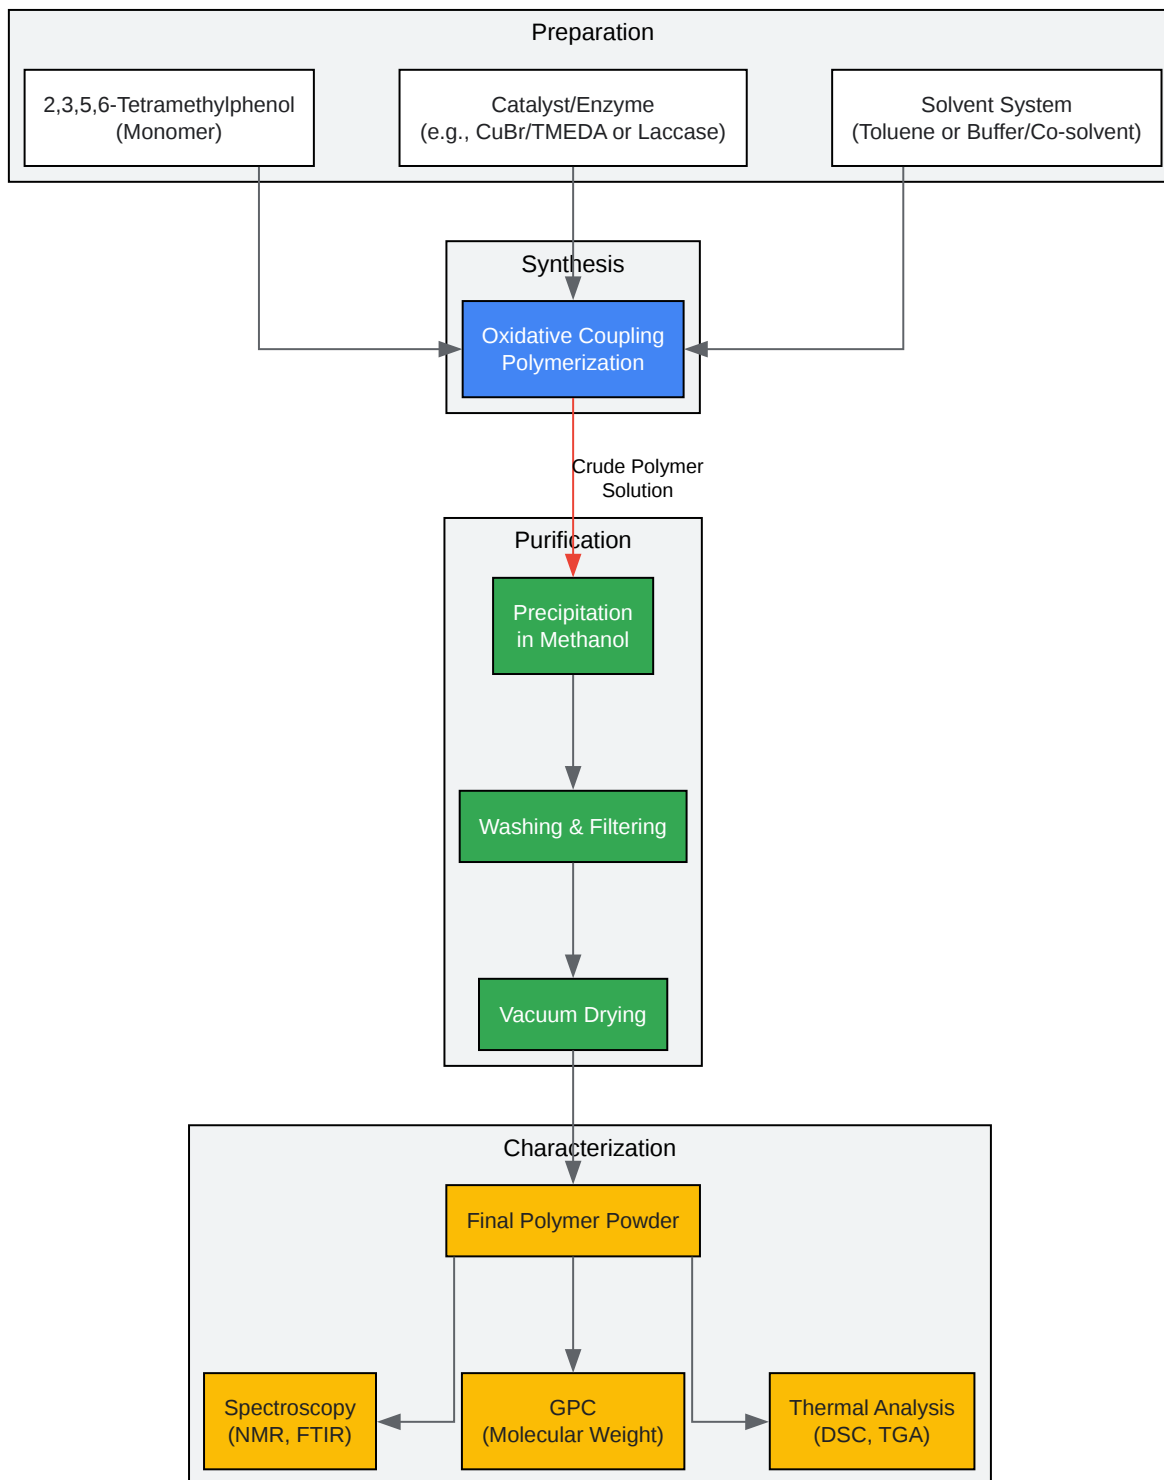 Preparation
2,3,5,6-Tetramethylphenol
(Monomer)
Catalyst/Enzyme
(e.g., CuBr/TMEDA or Laccase)
Solvent System
(Toluene or Buffer/Co-solvent)
Synthesis
Oxidative Coupling
Polymerization
Crude Polymer
Solution
Purification
Precipitation
in Methanol
Washing & Filtering
Vacuum Drying
Characterization
Final Polymer Powder
Spectroscopy
(NMR, FTIR)
GPC
(Molecular Weight)
Thermal Analysis
(DSC, TGA)